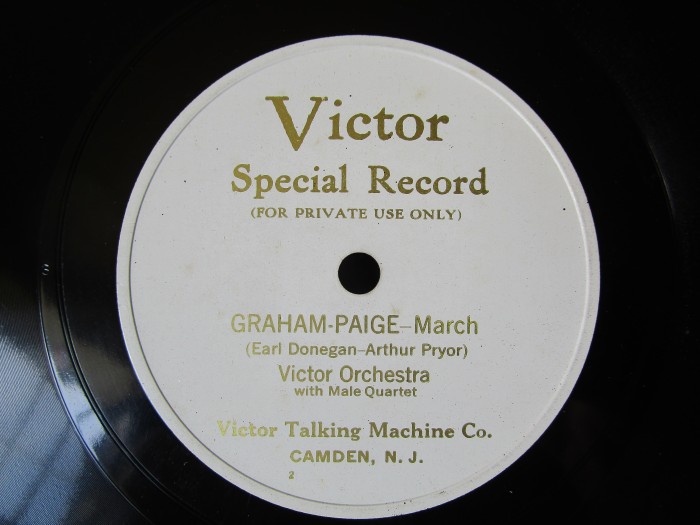 Victor
Special Record
(FOR PRIVATE USE ONLY)
GRAHAM-PAIGE–March
(Earl Donegan–Arthur Pryor)
Victor Orchestra
with Male Quartet
Victor Talking Machine Co.
CAMDEN, N. J.
2